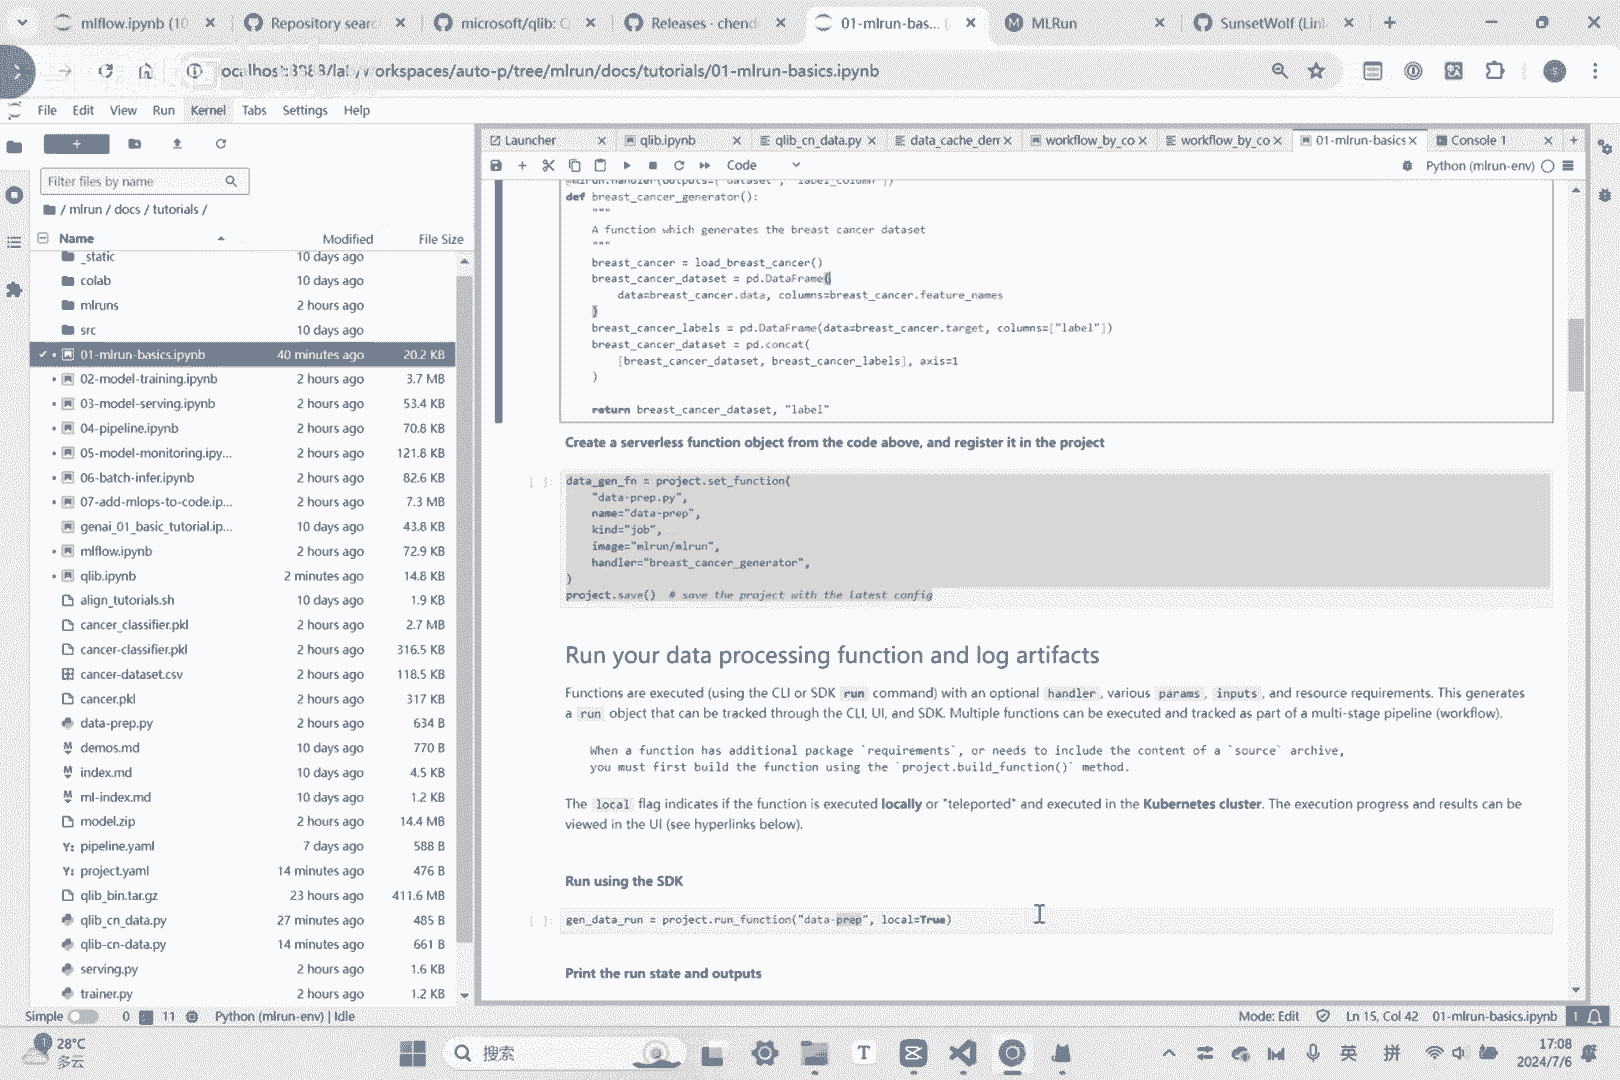 mlflow.ipynb (10
Repository searc
microsoft/qlib: Q
Releases · chend
01-mlrun-bas... (
MLRun
SunsetWolf (Linl
ocalhost:8888/lab/workspaces/auto-p/tree/mlrun/docs/tutorials/01-mlrun-basics.ipynb
File Edit View Run Kernel Tabs Settings Help
Launcher
qlib.ipynb
qlib_cn_data.py
data_cache_den
workflow_by_co
workflow_by_co
01-mlrun-basics
Console 1
Code
Python (mlrun-env)
Filter files by name
/ mlrun / docs / tutorials /
Name Modified File Size
_static 10 days ago
colab 10 days ago
mlruns 2 hours ago
src 10 days ago
01-mlrun-basics.ipynb 40 minutes ago 20.2 KB
02-model-training.ipynb 2 hours ago 3.7 MB
03-model-serving.ipynb 2 hours ago 53.4 KB
04-pipeline.ipynb 2 hours ago 70.8 KB
05-model-monitoring.ipy... 2 hours ago 121.8 KB
06-batch-infer.ipynb 2 hours ago 82.6 KB
07-add-mlops-to-code.ip... 2 hours ago 7.3 MB
genai_01_basic_tutorial.ip... 10 days ago 43.8 KB
mlflow.ipynb 2 hours ago 72.9 KB
qlib.ipynb 2 minutes ago 14.8 KB
align_tutorials.sh 10 days ago 1.9 KB
cancer_classifier.pkl 2 hours ago 2.7 MB
cancer-classifier.pkl 2 hours ago 316.5 KB
cancer-dataset.csv 2 hours ago 118.5 KB
cancer.pkl 2 hours ago 317 KB
data-prep.py 2 hours ago 634 B
demos.md 10 days ago 770 B
index.md 10 days ago 4.5 KB
ml-index.md 10 days ago 1.2 KB
model.zip 2 hours ago 14.4 MB
pipeline.yaml 7 days ago 588 B
project.yaml 14 minutes ago 476 B
qlib_bin.tar.gz 23 hours ago 411.6 MB
qlib_cn_data.py 27 minutes ago 485 B
qlib-cn-data.py 14 minutes ago 661 B
serving.py 2 hours ago 1.6 KB
trainer.py 2 hours ago 1.2 KB
@mlrun.handler(outputs=["dataset", "label_column"])
def breast_cancer_generator():
"""
A function which generates the breast cancer dataset
"""
breast_cancer = load_breast_cancer()
breast_cancer_dataset = pd.DataFrame(
data=breast_cancer.data, columns=breast_cancer.feature_names
)
breast_cancer_labels = pd.DataFrame(data=breast_cancer.target, columns=["label"])
breast_cancer_dataset = pd.concat(
[breast_cancer_dataset, breast_cancer_labels], axis=1
)
return breast_cancer_dataset, "label"
Create a serverless function object from the code above, and register it in the project
[ ]: data_gen_fn = project.set_function(
"data-prep.py",
name="data-prep",
kind="job",
image="mlrun/mlrun",
handler="breast_cancer_generator",
)
project.save() # save the project with the latest config
Run your data processing function and log artifacts
Functions are executed (using the CLI or SDK run command) with an optional handler, various params, inputs, and resource requirements. This generates
a run object that can be tracked through the CLI, UI, and SDK. Multiple functions can be executed and tracked as part of a multi-stage pipeline (workflow).
When a function has additional package `requirements`, or needs to include the content of a `source` archive,
you must first build the function using the `project.build_function()` method.
The local flag indicates if the function is executed locally or "teleported" and executed in the Kubernetes cluster. The execution progress and results can be
viewed in the UI (see hyperlinks below).
Run using the SDK
[ ]: gen_data_run = project.run_function("data-prep", local=True)
Print the run state and outputs
Simple 0 11 Python (mlrun-env) | Idle
Mode: Edit Ln 15, Col 42 01-mlrun-basics.ipynb 1
28°C
多云
搜索
英 拼
17:08
2024/7/6